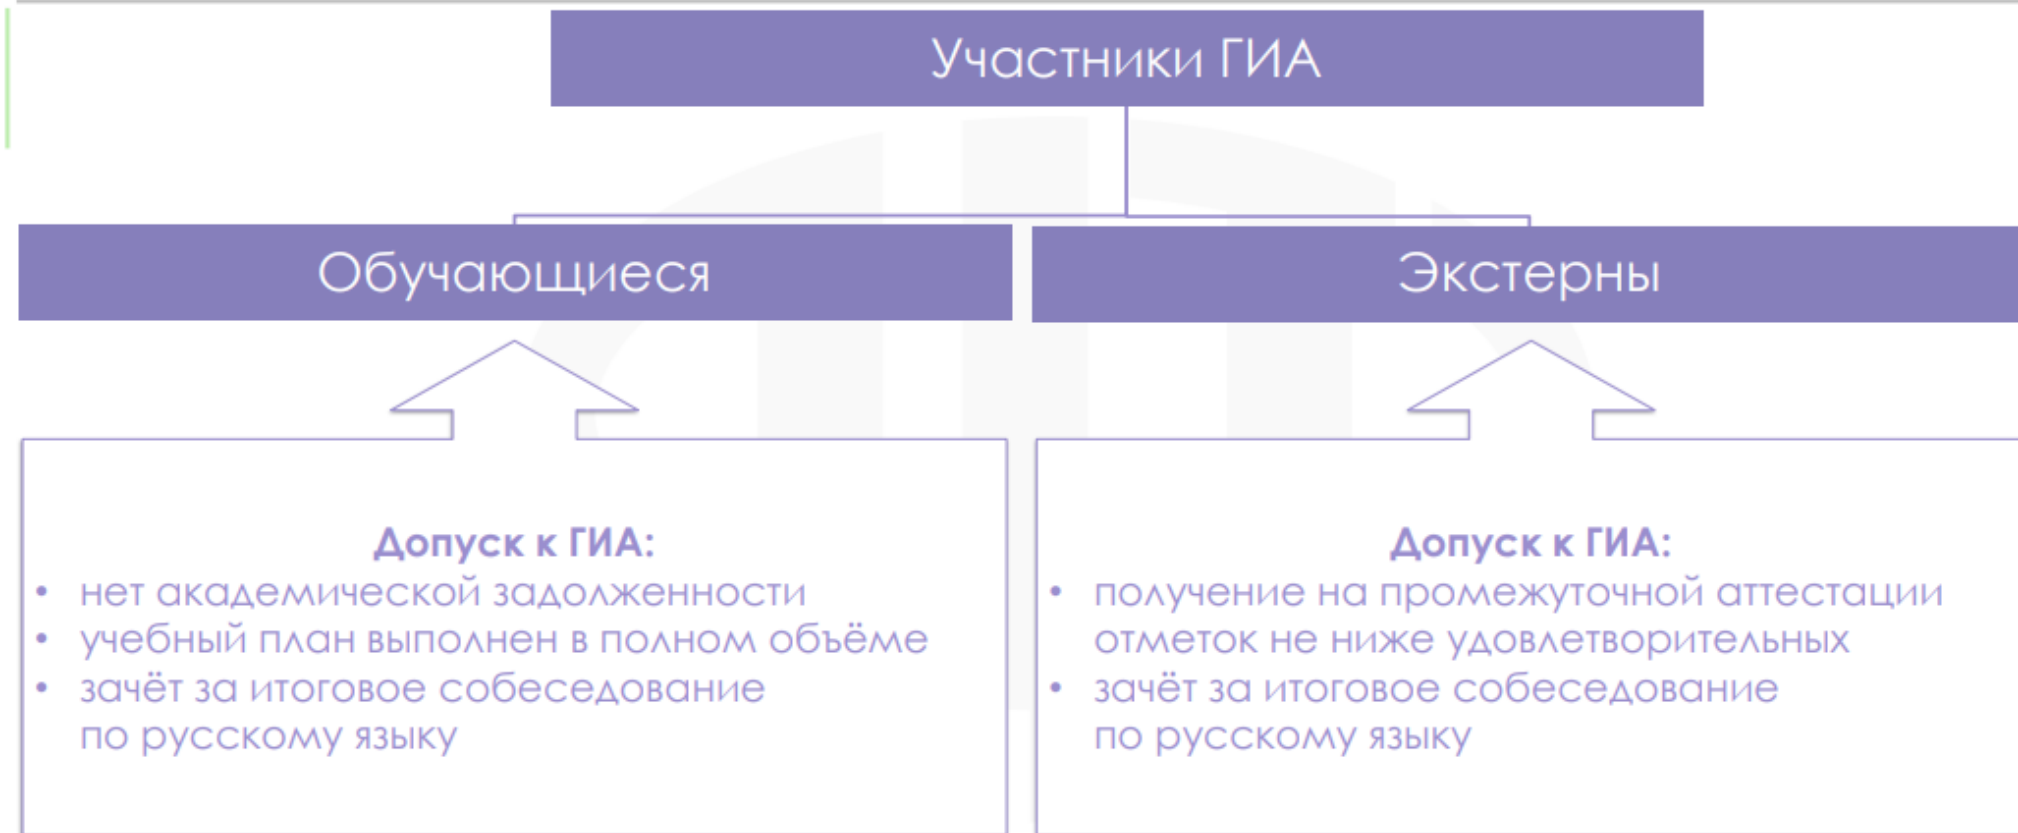 Участники ГИА
Обучающиеся
Экстерны
Допуск к ГИА:
• нет академической задолженности
• учебный план выполнен в полном объёме
• зачёт за итоговое собеседование
по русскому языку
Допуск к ГИА:
• получение на промежуточной аттестации
отметок не ниже удовлетворительных
• зачёт за итоговое собеседование
по русскому языку